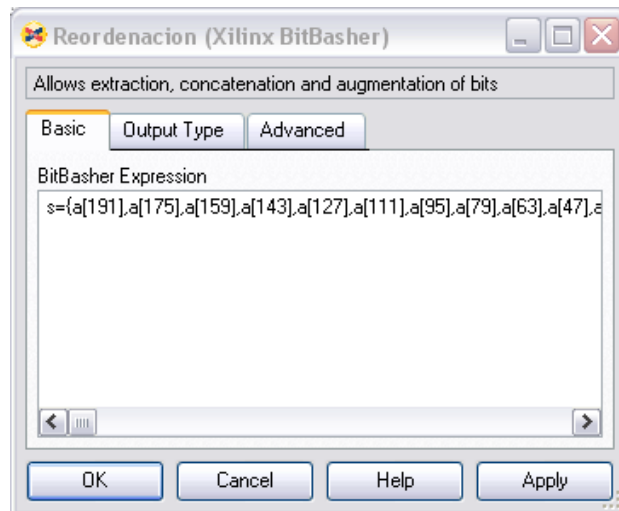 Reordenacion (Xilinx BitBasher)
Allows extraction, concatenation and augmentation of bits
Basic Output Type Advanced
BitBasher Expression
s={a[191],a[175],a[159],a[143],a[127],a[111],a[95],a[79],a[63],a[47],a
OK Cancel Help Apply